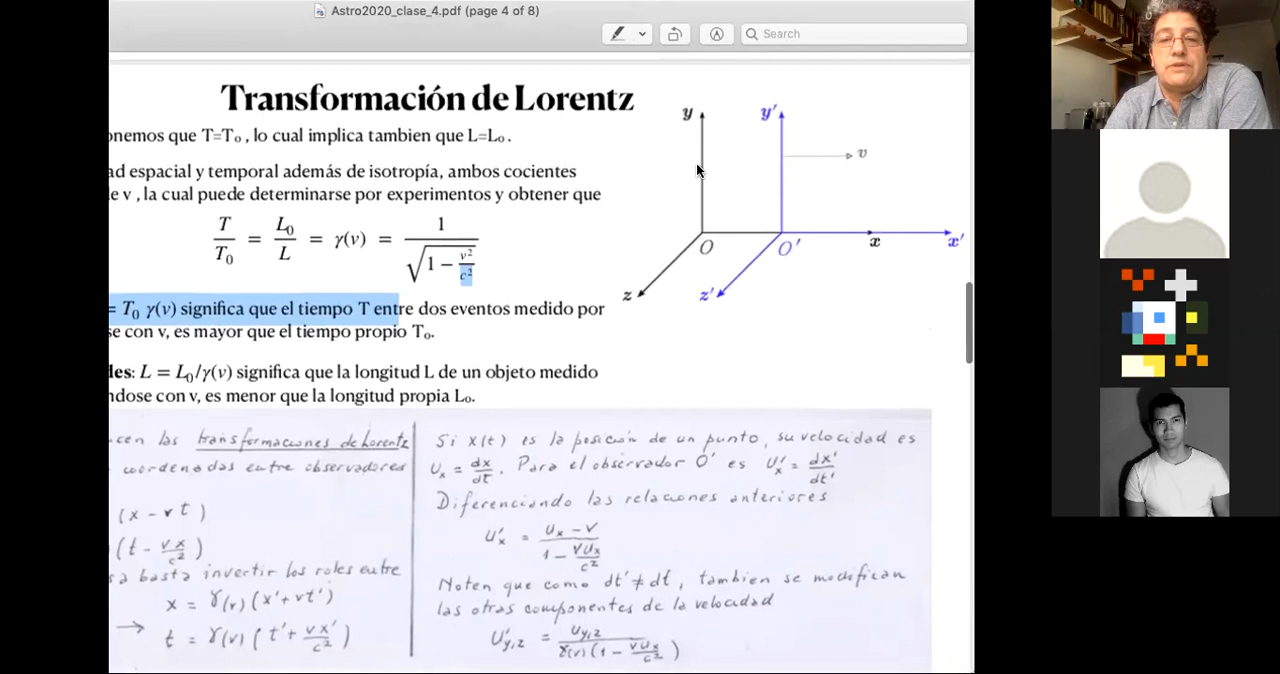 Astro2020_clase_4.pdf (page 4 of 8)
Search
Transformación de Lorentz
onemos que T=T₀, lo cual implica tambien que L=L₀.
ad espacial y temporal además de isotropía, ambos cocientes
e v , la cual puede determinarse por experimentos y obtener que
T/T₀ = L₀/L = γ(v) = 1/√(1 − v²/c²)
= T₀ γ(v) significa que el tiempo T entre dos eventos medido por
se con v, es mayor que el tiempo propio T₀.
les: L = L₀/γ(v) significa que la longitud L de un objeto medido
ndose con v, es menor que la longitud propia L₀.
y
y'
v
O
O'
x
x'
z
z'
cen las transformaciones de Lorentz
coordenadas entre observadores
(x - vt)
(t - vx/c²)
sa basta invertir los roles entre
x = γ(v) (x' + vt')
→ t = γ(v) (t' + vx'/c²)
Si x(t) es la posición de un punto, su velocidad es
Ux = dx/dt. Para el observador O' es U'x = dx'/dt'
Diferenciando las relaciones anteriores
U'x = (Ux - V)/(1 - VUx/c²)
Noten que como dt' ≠ dt, tambien se modifican
las otras componentes de la velocidad
U'y,z = Uy,z/(γ(v)(1 - VUx/c²))